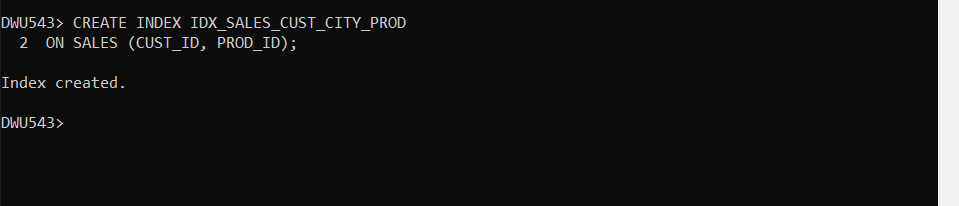 DWU543> CREATE INDEX IDX_SALES_CUST_CITY_PROD
  2  ON SALES (CUST_ID, PROD_ID);
Index created.
DWU543>